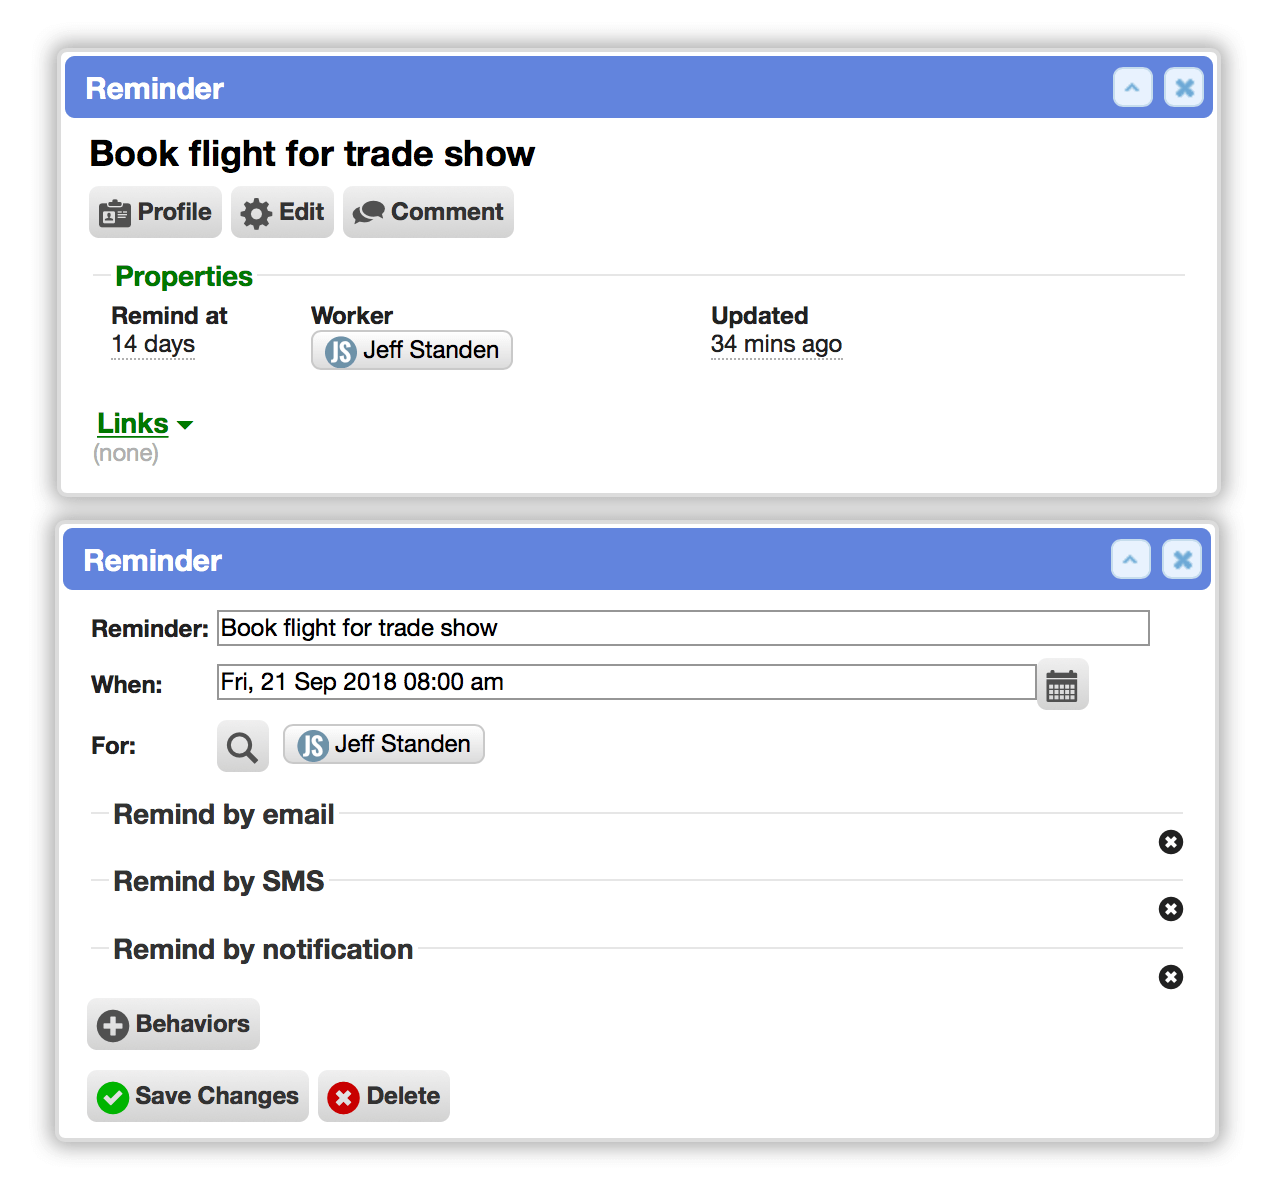 Reminder
Book flight for trade show
Profile Edit Comment
Properties
Remind at Worker Updated
14 days JS Jeff Standen 34 mins ago
Links
(none)
Reminder
Reminder: Book flight for trade show
When: Fri, 21 Sep 2018 08:00 am
For: JS Jeff Standen
Remind by email
Remind by SMS
Remind by notification
Behaviors
Save Changes Delete